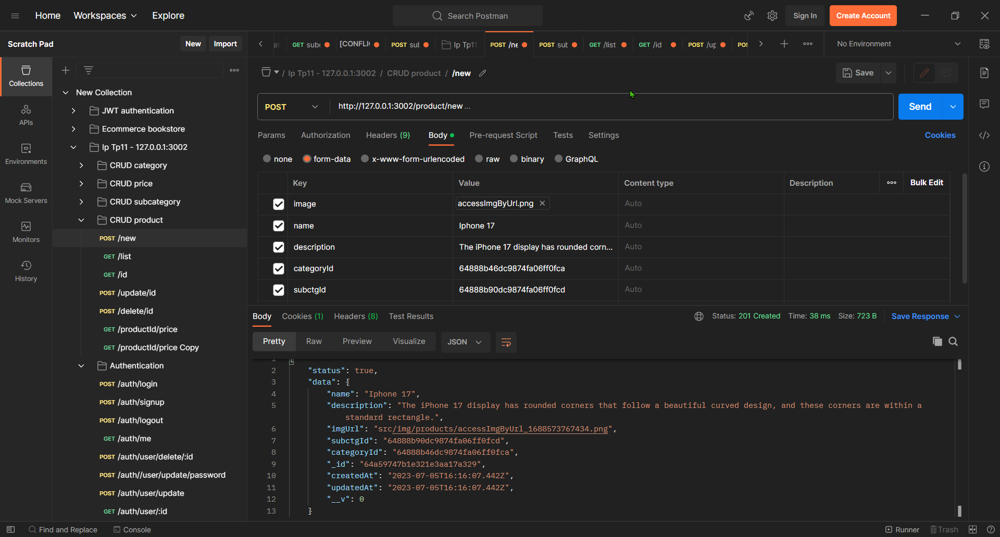 Home Workspaces Explore Search Postman Sign In Create Account
Scratch Pad New Import
GET subc [CONFLI POST sul Ip Tp11 POST /ne POST sut GET /list GET /id POST /up POS No Environment
Collections
APIs
Environments
Mock Servers
Monitors
History
New Collection
JWT authentication
Ecommerce bookstore
Ip Tp11 - 127.0.0.1:3002
CRUD category
CRUD price
CRUD subcategory
CRUD product
POST /new
GET /list
GET /id
POST /update/id
POST /delete/id
GET /productId/price
GET /productId/price Copy
Authentication
POST /auth/login
POST /auth/signup
POST /auth/logout
GET /auth/me
POST /auth/user/delete/:id
POST /auth//user/update/password
POST /auth/user/update
GET /auth/user/:id
/ Ip Tp11 - 127.0.0.1:3002 / CRUD product / /new Save
POST http://127.0.0.1:3002/product/new ... Send
Params Authorization Headers (9) Body Pre-request Script Tests Settings Cookies
none form-data x-www-form-urlencoded raw binary GraphQL
Key Value Content type Description Bulk Edit
image accessImgByUrl.png Auto
name Iphone 17 Auto
description The iPhone 17 display has rounded corn... Auto
categoryId 64888b46dc9874fa06ff0fca Auto
subctgId 64888b90dc9874fa06ff0fcd Auto
Body Cookies (1) Headers (8) Test Results Status: 201 Created Time: 38 ms Size: 723 B Save Response
Pretty Raw Preview Visualize JSON
1 {
2 "status": true,
3 "data": {
4 "name": "Iphone 17",
5 "description": "The iPhone 17 display has rounded corners that follow a beautiful curved design, and these corners are within a
standard rectangle.",
6 "imgUrl": "src/img/products/accessImgByUrl_1688573767434.png",
7 "subctgId": "64888b90dc9874fa06ff0fcd",
8 "categoryId": "64888b46dc9874fa06ff0fca",
9 "_id": "64a59747b1e321e3aa17a329",
10 "createdAt": "2023-07-05T16:16:07.442Z",
11 "updatedAt": "2023-07-05T16:16:07.442Z",
12 "__v": 0
13 }
Find and Replace Console Runner Trash